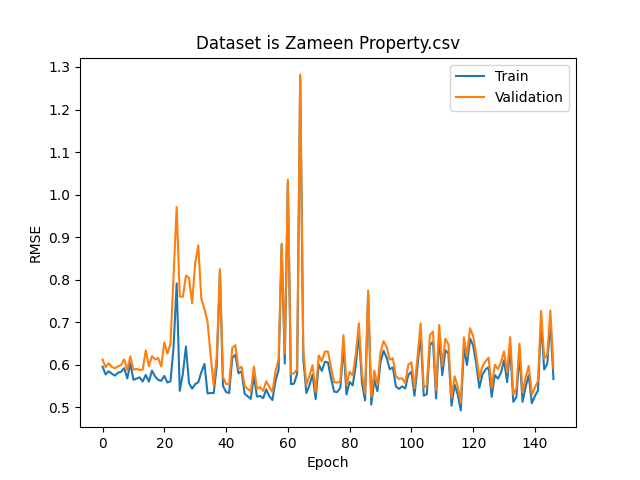 Dataset is Zameen Property.csv
Train
Validation
RMSE
1.3
1.2
1.1
1.0
0.9
0.8
0.7
0.6
0.5
0 20 40 60 80 100 120 140
Epoch